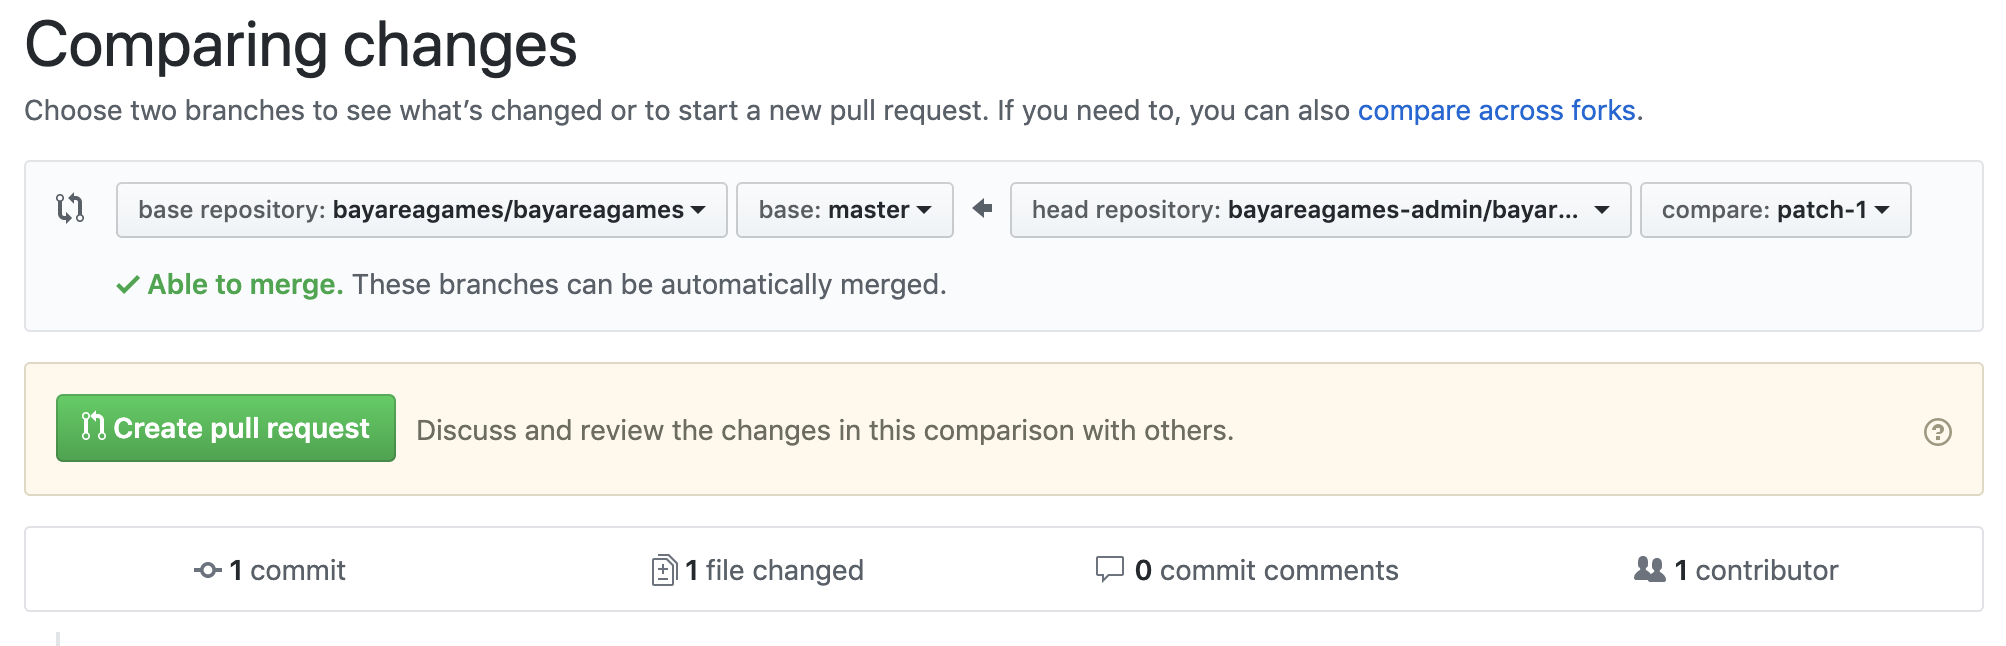 Comparing changes
Choose two branches to see what’s changed or to start a new pull request. If you need to, you can also compare across forks.
base repository: bayareagames/bayareagames base: master head repository: bayareagames-admin/bayar... compare: patch-1
Able to merge. These branches can be automatically merged.
Create pull request Discuss and review the changes in this comparison with others.
1 commit 1 file changed 0 commit comments 1 contributor